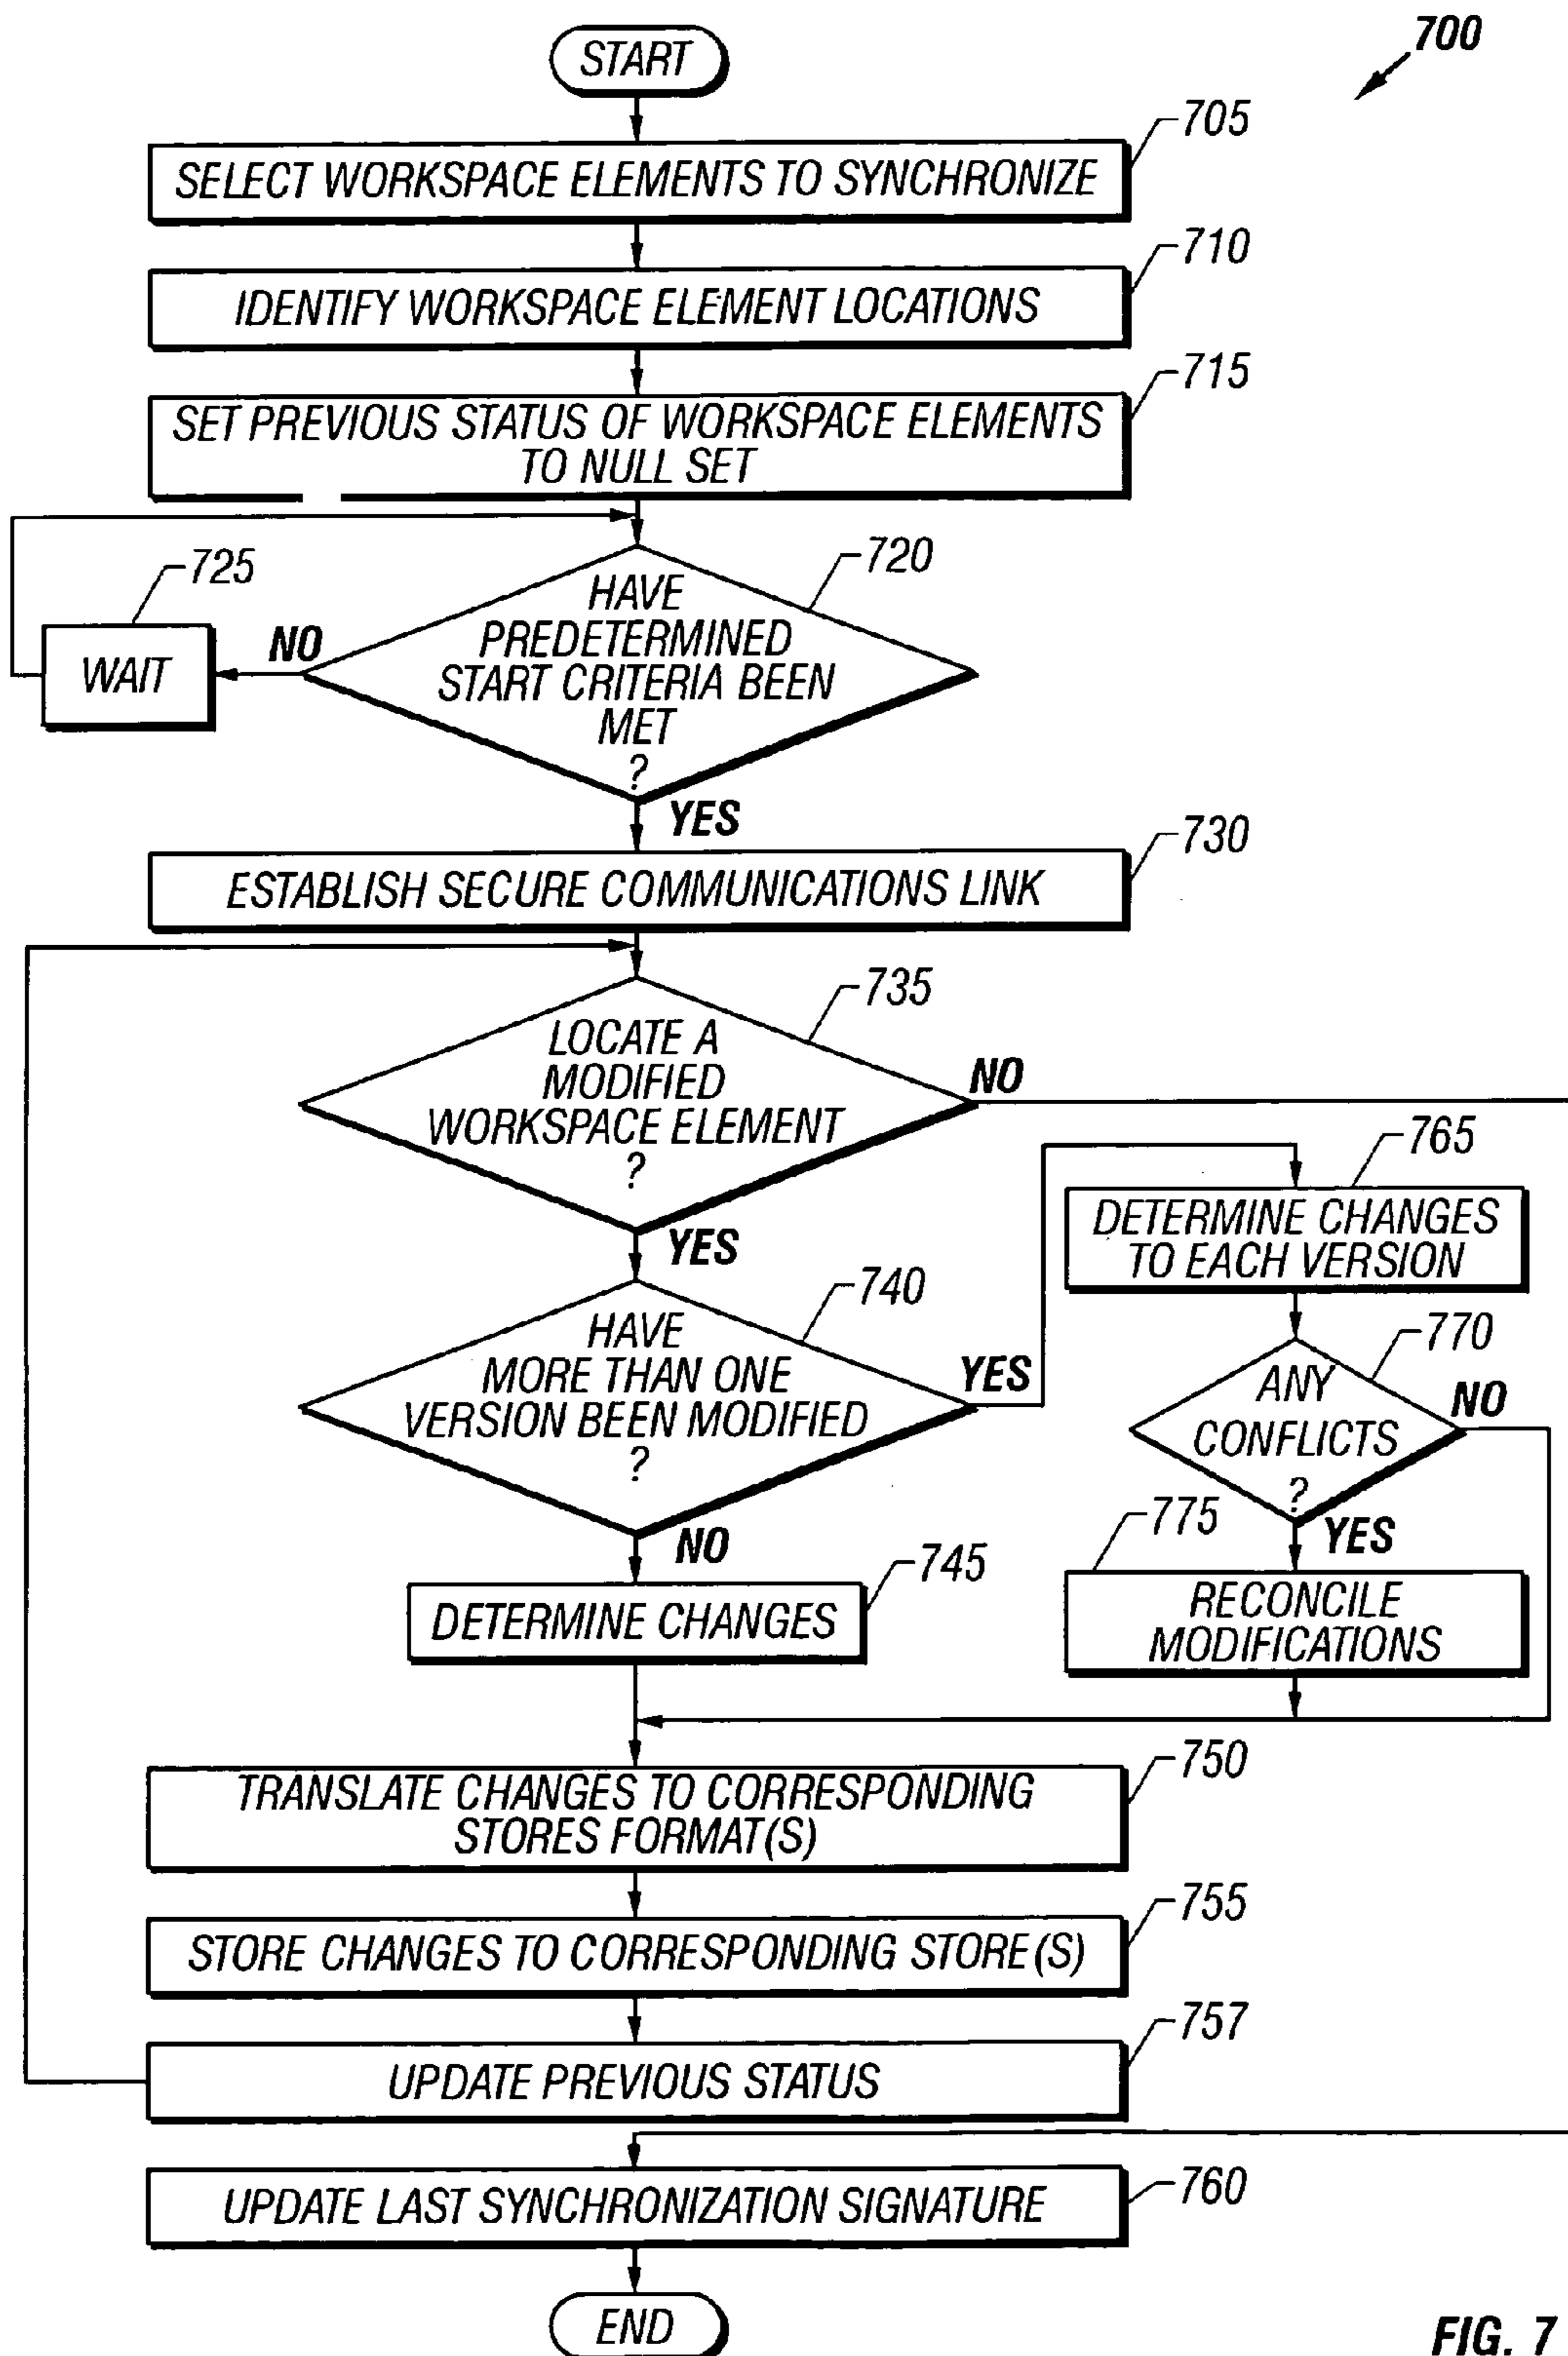 700
START
705
SELECT WORKSPACE ELEMENTS TO SYNCHRONIZE
710
IDENTIFY WORKSPACE ELEMENT LOCATIONS
715
SET PREVIOUS STATUS OF WORKSPACE ELEMENTS
TO NULL SET
720
HAVE
PREDETERMINED
START CRITERIA BEEN
MET
?
725
NO
WAIT
YES
730
ESTABLISH SECURE COMMUNICATIONS LINK
735
LOCATE A
MODIFIED
WORKSPACE ELEMENT
?
NO
YES
740
HAVE
MORE THAN ONE
VERSION BEEN MODIFIED
?
YES
NO
765
DETERMINE CHANGES
TO EACH VERSION
770
ANY
CONFLICTS
?
NO
YES
775
RECONCILE
MODIFICATIONS
745
DETERMINE CHANGES
750
TRANSLATE CHANGES TO CORRESPONDING
STORES FORMAT(S)
755
STORE CHANGES TO CORRESPONDING STORE(S)
757
UPDATE PREVIOUS STATUS
760
UPDATE LAST SYNCHRONIZATION SIGNATURE
END
FIG. 7